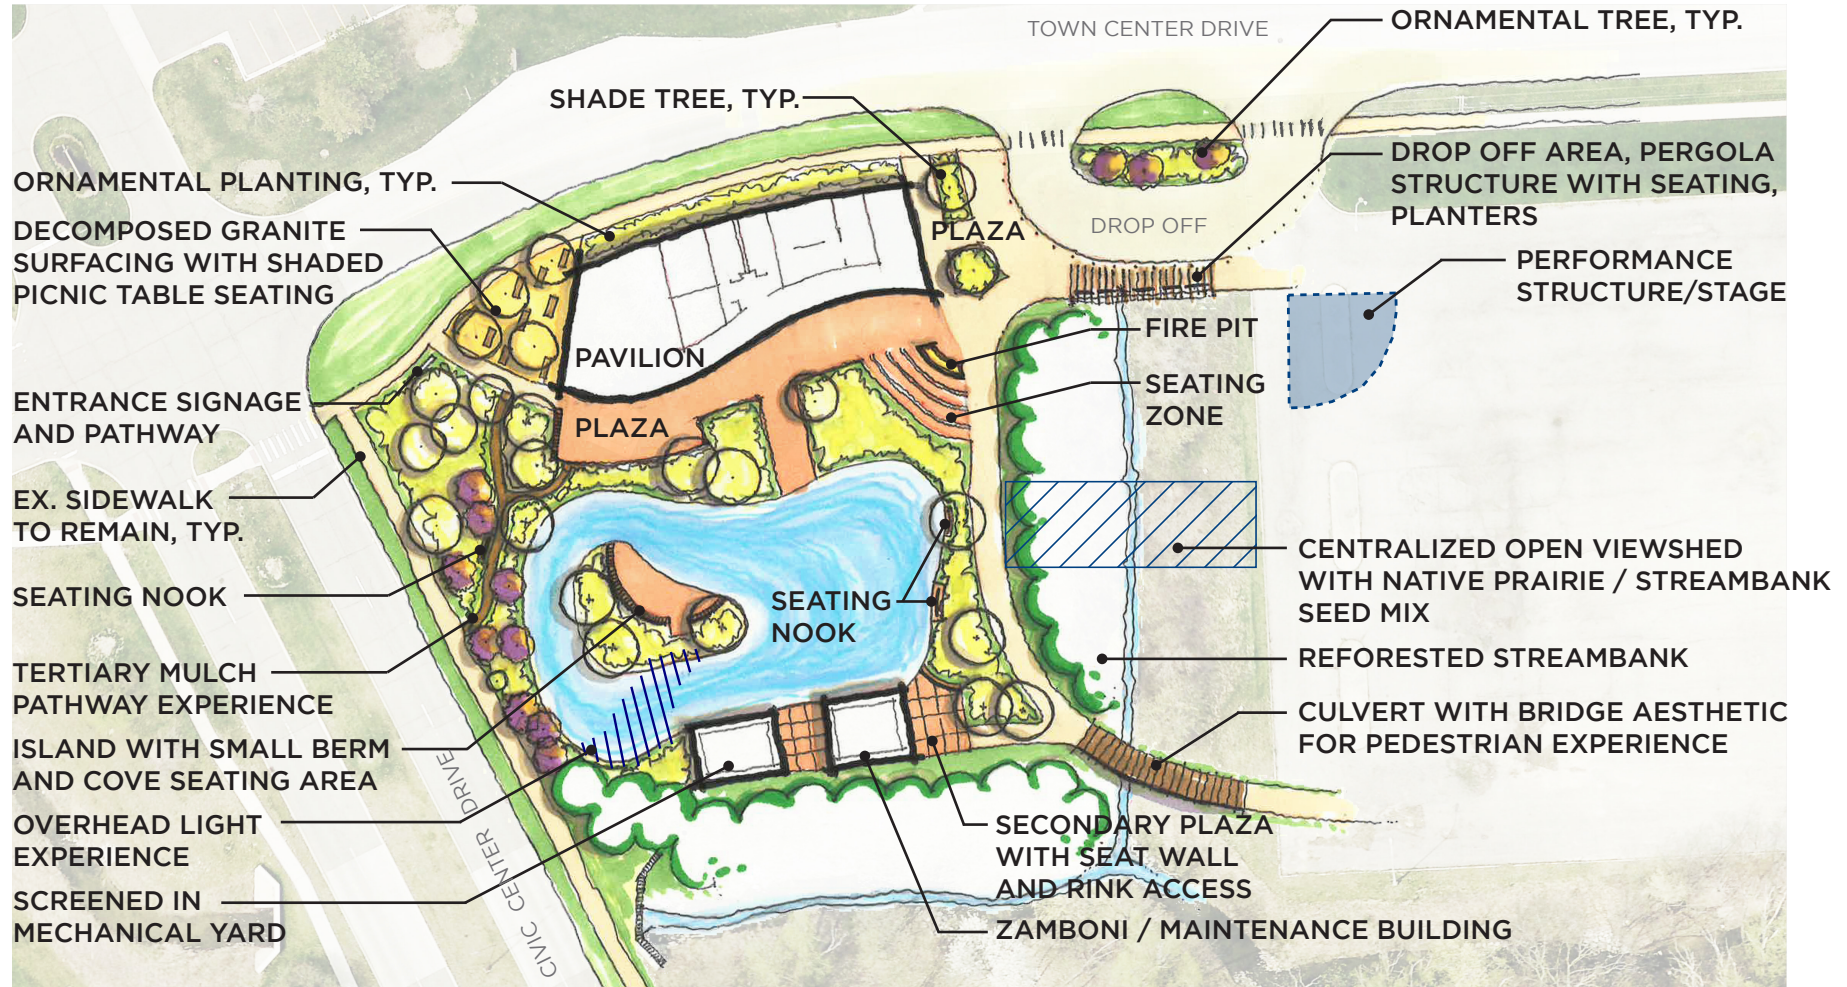 TOWN CENTER DRIVE
ORNAMENTAL TREE, TYP.
SHADE TREE, TYP.
DROP OFF AREA, PERGOLA
STRUCTURE WITH SEATING,
PLANTERS
ORNAMENTAL PLANTING, TYP.
DECOMPOSED GRANITE
SURFACING WITH SHADED
PICNIC TABLE SEATING
PLAZA
DROP OFF
PERFORMANCE
STRUCTURE/STAGE
PAVILION
FIRE PIT
SEATING
ZONE
ENTRANCE SIGNAGE
AND PATHWAY
PLAZA
EX. SIDEWALK
TO REMAIN, TYP.
CENTRALIZED OPEN VIEWSHED
WITH NATIVE PRAIRIE / STREAMBANK
SEED MIX
SEATING NOOK
SEATING
NOOK
REFORESTED STREAMBANK
TERTIARY MULCH
PATHWAY EXPERIENCE
CULVERT WITH BRIDGE AESTHETIC
FOR PEDESTRIAN EXPERIENCE
ISLAND WITH SMALL BERM
AND COVE SEATING AREA
OVERHEAD LIGHT
EXPERIENCE
SECONDARY PLAZA
WITH SEAT WALL
AND RINK ACCESS
SCREENED IN
MECHANICAL YARD
ZAMBONI / MAINTENANCE BUILDING
CIVIC CENTER DRIVE